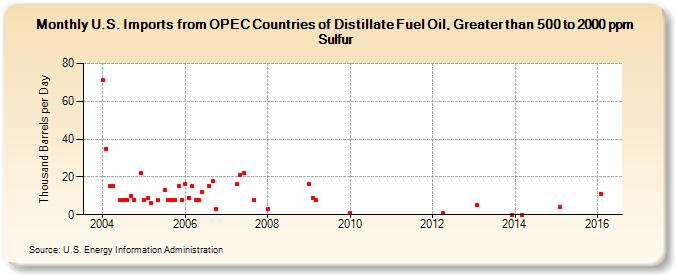 Monthly U.S. Imports from OPEC Countries of Distillate Fuel Oil, Greater than 500 to 2000 ppm
Sulfur
Thousand Barrels per Day
80
60
40
20
0
2004 2006 2008 2010 2012 2014 2016
Source: U.S. Energy Information Administration